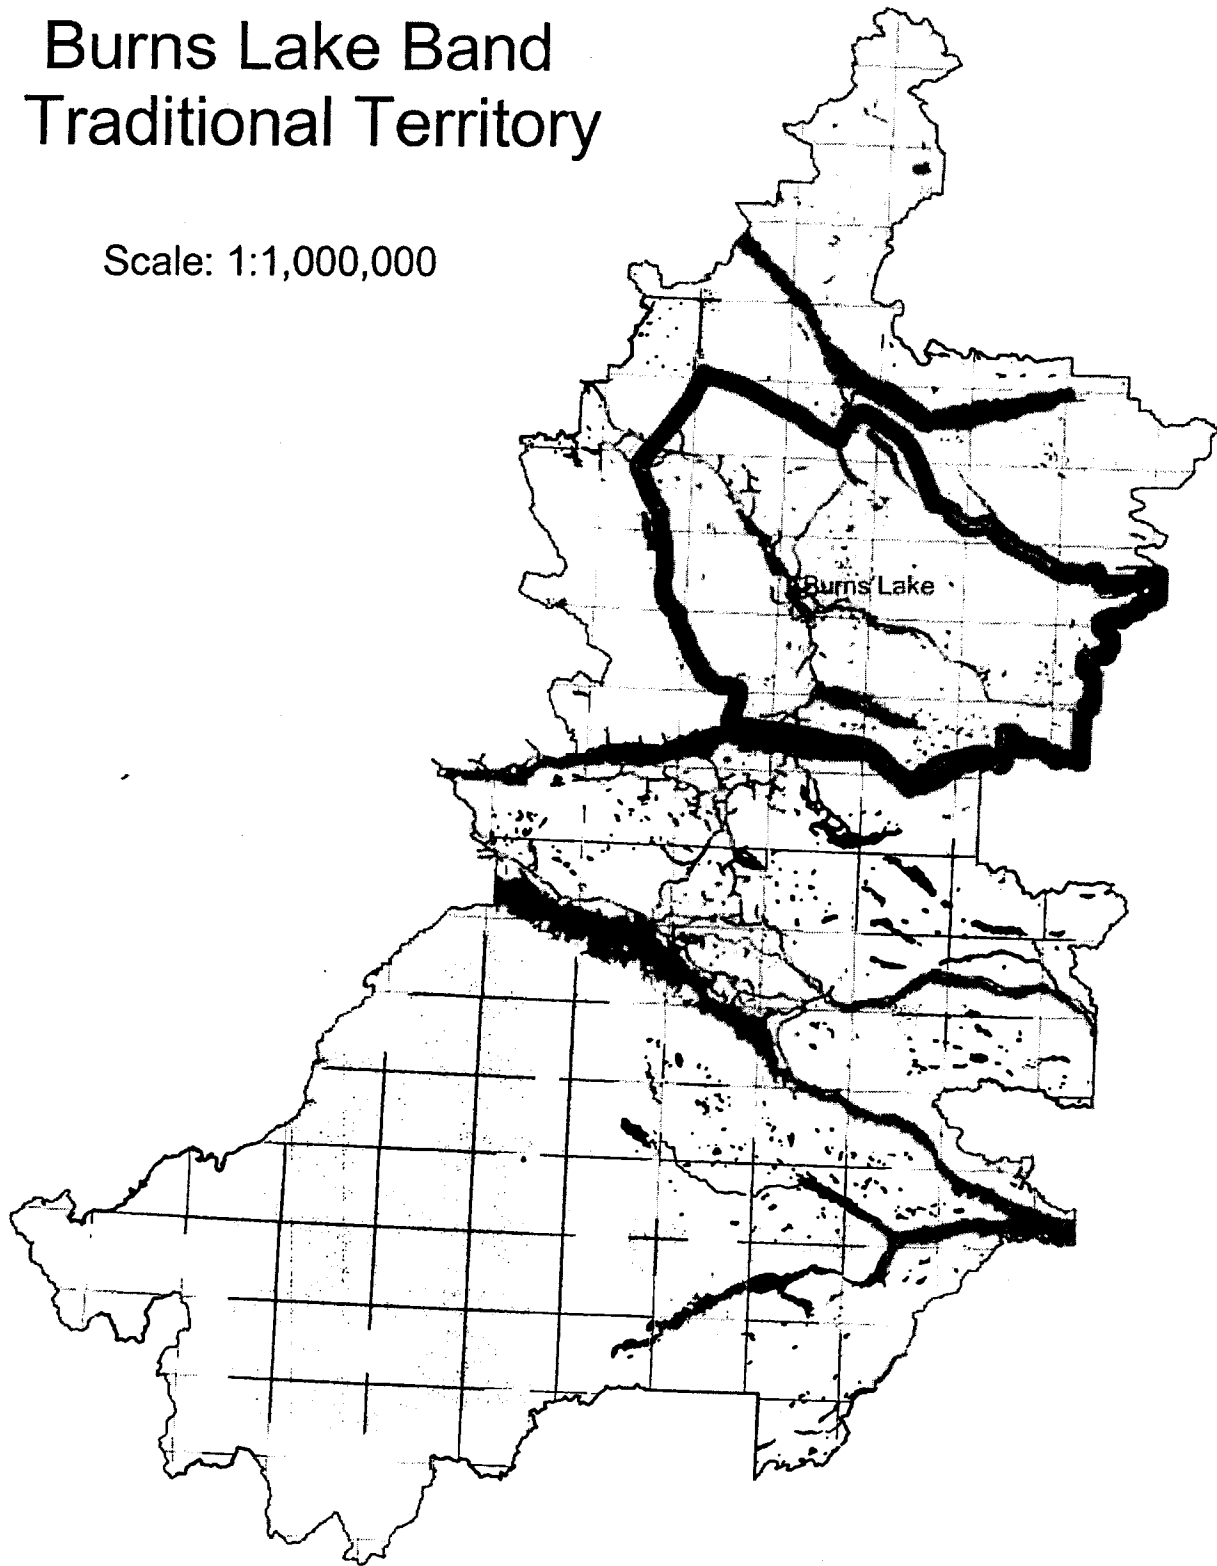 Burns Lake Band
Traditional Territory
Scale: 1:1,000,000
Burns Lake